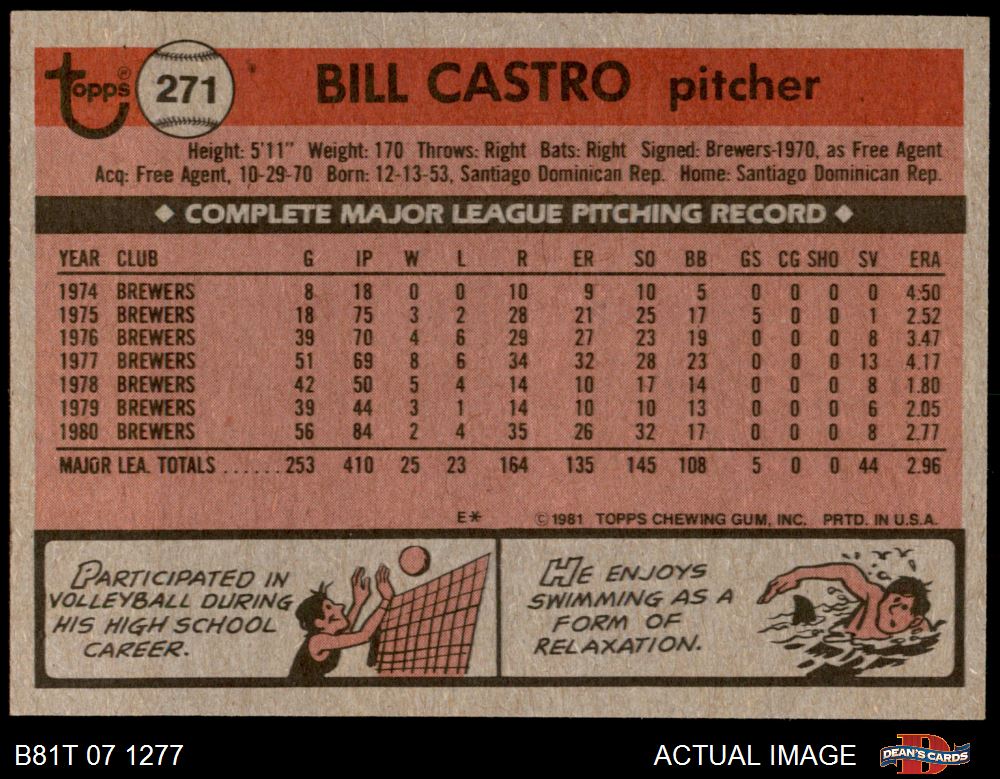 topps®
271
BILL CASTRO pitcher
Height: 5'11" Weight: 170 Throws: Right Bats: Right Signed: Brewers-1970, as Free Agent
Acq: Free Agent, 10-29-70 Born: 12-13-53, Santiago Dominican Rep. Home: Santiago Dominican Rep.
◆ COMPLETE MAJOR LEAGUE PITCHING RECORD ◆
YEAR CLUB G IP W L R ER SO BB GS CG SHO SV ERA
1974 BREWERS 8 18 0 0 10 9 10 5 0 0 0 0 4.50
1975 BREWERS 18 75 3 2 28 21 25 17 5 0 0 1 2.52
1976 BREWERS 39 70 4 6 29 27 23 19 0 0 0 8 3.47
1977 BREWERS 51 69 8 6 34 32 28 23 0 0 0 13 4.17
1978 BREWERS 42 50 5 4 14 10 17 14 0 0 0 8 1.80
1979 BREWERS 39 44 3 1 14 10 10 13 0 0 0 6 2.05
1980 BREWERS 56 84 2 4 35 26 32 17 0 0 0 8 2.77
MAJOR LEA. TOTALS ......253 410 25 23 164 135 145 108 5 0 0 44 2.96
E* ©1981 TOPPS CHEWING GUM, INC. PRTD. IN U.S.A.
PARTICIPATED IN
VOLLEYBALL DURING
HIS HIGH SCHOOL
CAREER.
HE ENJOYS
SWIMMING AS A
FORM OF
RELAXATION.
B81T 07 1277
ACTUAL IMAGE
DEAN'S CARDS